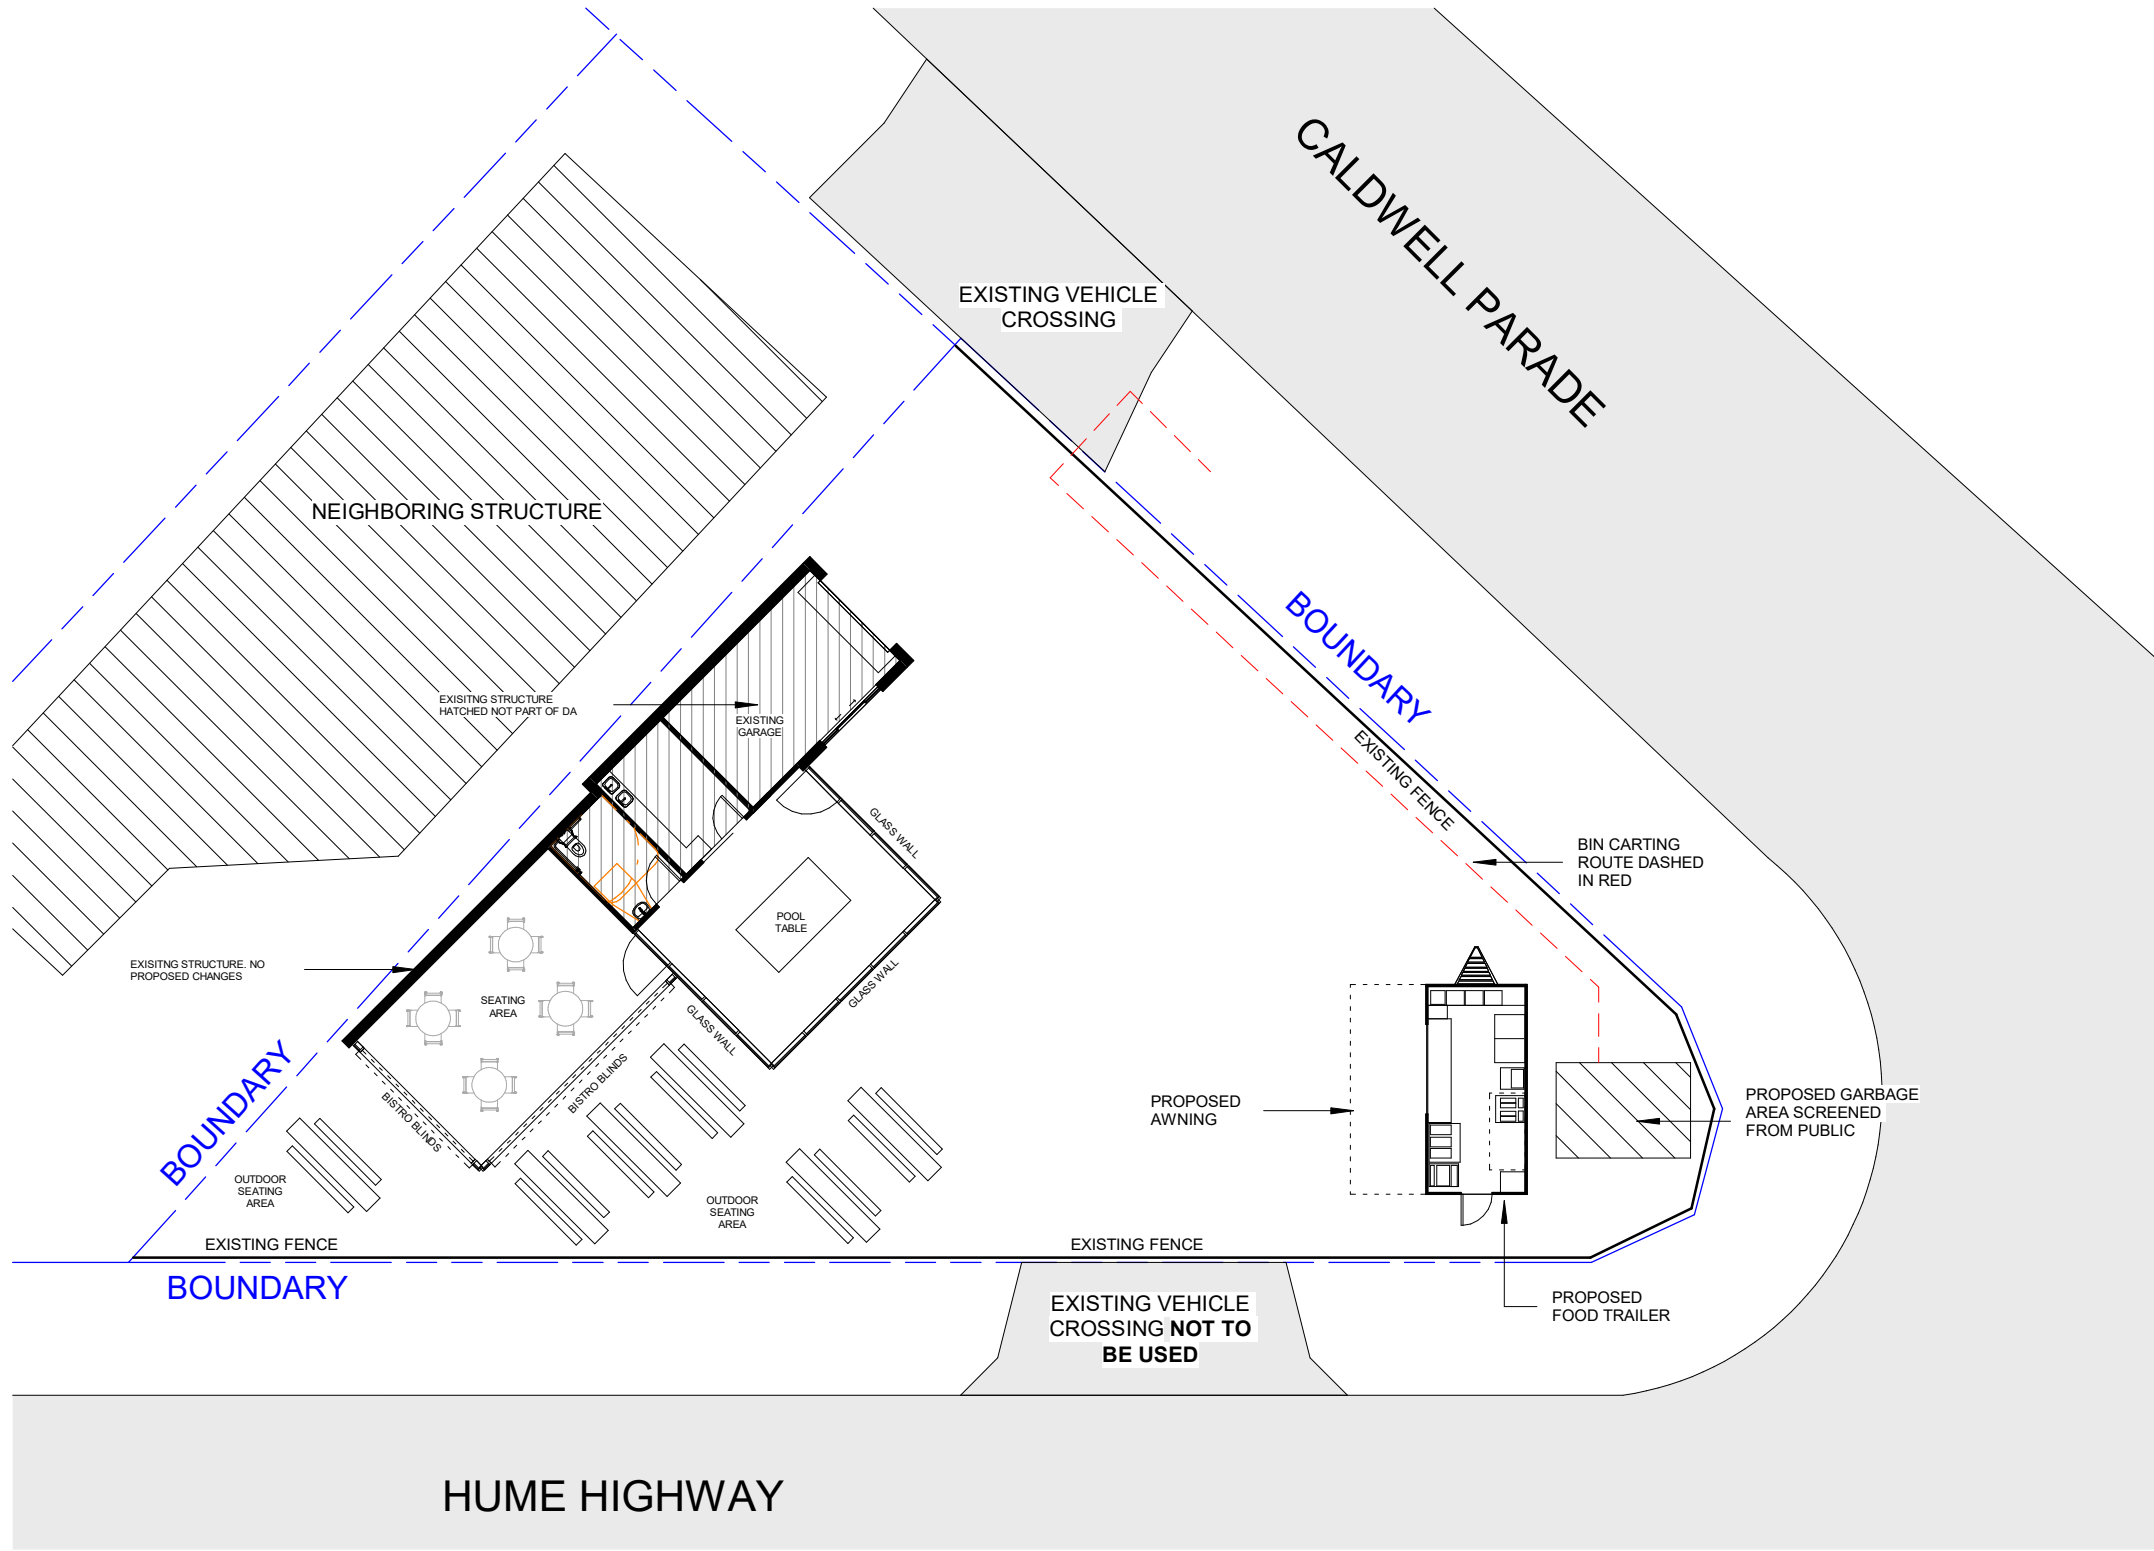 CALDWELL PARADE
EXISTING VEHICLE
CROSSING
NEIGHBORING STRUCTURE
BOUNDARY
EXISTING FENCE
EXISITNG STRUCTURE
HATCHED NOT PART OF DA
EXISTING
GARAGE
GLASS WALL
BIN CARTING
ROUTE DASHED
IN RED
POOL
TABLE
EXISITNG STRUCTURE. NO
PROPOSED CHANGES
SEATING
AREA
GLASS WALL
GLASS WALL
BISTRO BLINDS
BISTRO BLINDS
BOUNDARY
PROPOSED
AWNING
PROPOSED GARBAGE
AREA SCREENED
FROM PUBLIC
OUTDOOR
SEATING
AREA
OUTDOOR
SEATING
AREA
EXISTING FENCE
EXISTING FENCE
BOUNDARY
EXISTING VEHICLE
CROSSING NOT TO
BE USED
PROPOSED
FOOD TRAILER
HUME HIGHWAY